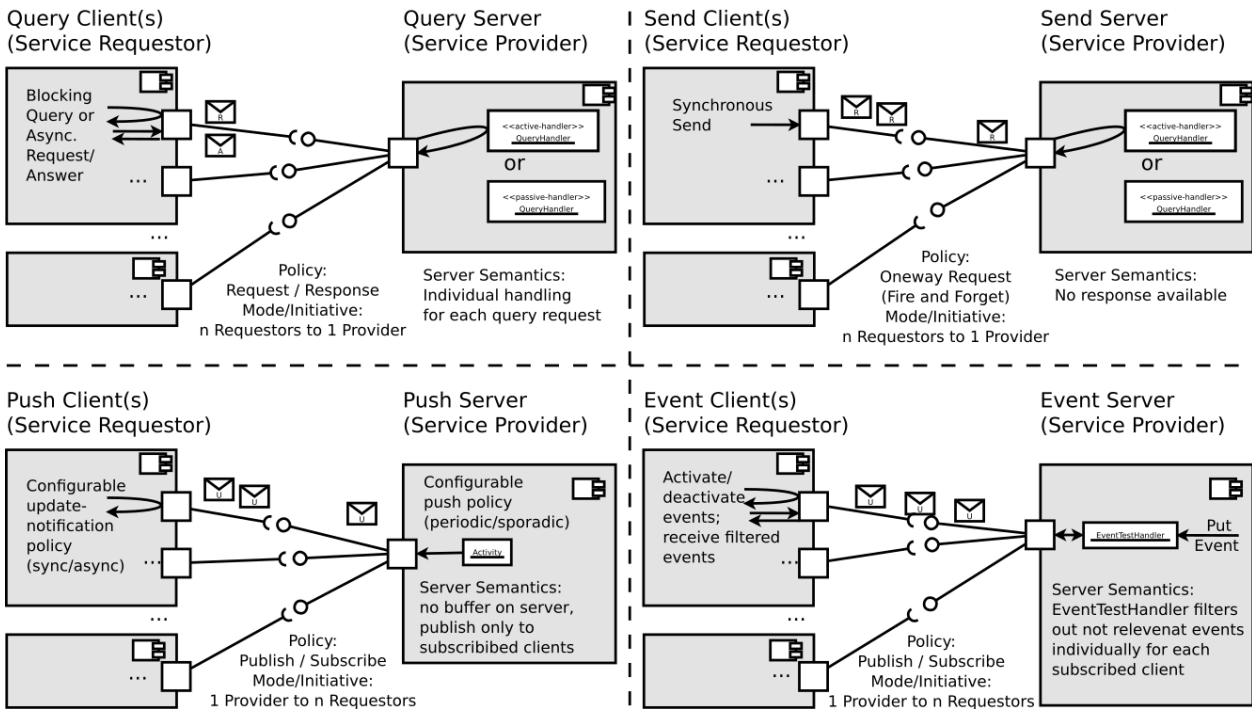 Query Client(s)
(Service Requestor)
Query Server
(Service Provider)
Blocking
Query or
Async.
Request/
Answer
...
...
...
R
A
<<active-handler>>
QueryHandler
or
<<passive-handler>>
QueryHandler
Policy:
Request / Response
Mode/Initiative:
n Requestors to 1 Provider
Server Semantics:
Individual handling
for each query request
Send Client(s)
(Service Requestor)
Send Server
(Service Provider)
Synchronous
Send
...
...
...
R
R
R
<<active-handler>>
QueryHandler
or
<<passive-handler>>
QueryHandler
Policy:
Oneway Request
(Fire and Forget)
Mode/Initiative:
n Requestors to 1 Provider
Server Semantics:
No response available
Push Client(s)
(Service Requestor)
Push Server
(Service Provider)
Configurable
update-
notification
policy
(sync/async)
...
...
...
U
U
U
Configurable
push policy
(periodic/sporadic)
Activity
Server Semantics:
no buffer on server,
publish only to
subscribibed clients
Policy:
Publish / Subscribe
Mode/Initiative:
1 Provider to n Requestors
Event Client(s)
(Service Requestor)
Event Server
(Service Provider)
Activate/
deactivate
events;
receive filtered
events
...
...
...
U
U
U
EventTestHandler
Put
Event
Server Semantics:
EventTestHandler filters
out not relevenat events
individually for each
subscribed client
Policy:
Publish / Subscribe
Mode/Initiative:
1 Provider to n Requestors